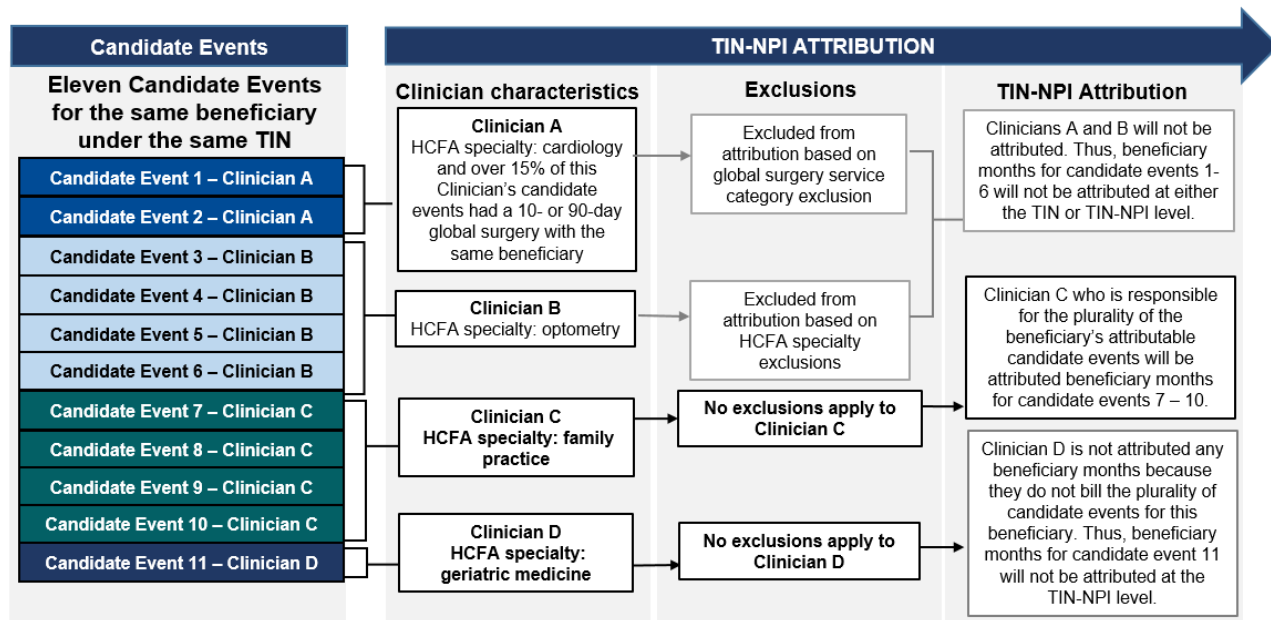 Candidate Events
TIN-NPI ATTRIBUTION
Eleven Candidate Events
for the same beneficiary
under the same TIN
Candidate Event 1 – Clinician A
Candidate Event 2 – Clinician A
Candidate Event 3 – Clinician B
Candidate Event 4 – Clinician B
Candidate Event 5 – Clinician B
Candidate Event 6 – Clinician B
Candidate Event 7 – Clinician C
Candidate Event 8 – Clinician C
Candidate Event 9 – Clinician C
Candidate Event 10 – Clinician C
Candidate Event 11 – Clinician D
Clinician characteristics
Clinician A
HCFA specialty: cardiology
and over 15% of this
Clinician's candidate
events had a 10- or 90-day
global surgery with the
same beneficiary
Clinician B
HCFA specialty: optometry
Clinician C
HCFA specialty: family
practice
Clinician D
HCFA specialty:
geriatric medicine
Exclusions
Excluded from
attribution based on
global surgery service
category exclusion
Excluded from
attribution based on
HCFA specialty
exclusions
No exclusions apply to
Clinician C
No exclusions apply to
Clinician D
TIN-NPI Attribution
Clinicians A and B will not be
attributed. Thus, beneficiary
months for candidate events 1-
6 will not be attributed at either
the TIN or TIN-NPI level.
Clinician C who is responsible
for the plurality of the
beneficiary's attributable
candidate events will be
attributed beneficiary months
for candidate events 7 – 10.
Clinician D is not attributed any
beneficiary months because
they do not bill the plurality of
candidate events for this
beneficiary. Thus, beneficiary
months for candidate event 11
will not be attributed at the
TIN-NPI level.